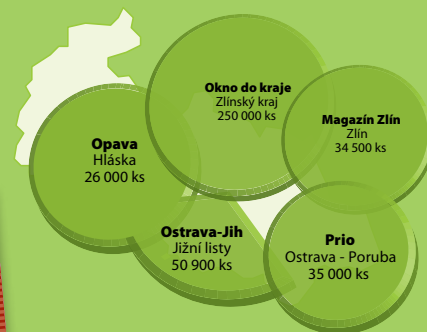 Okno do kraje
Zlínský kraj
250 000 ks
Magazín Zlín
Zlín
34 500 ks
Opava
Hláska
26 000 ks
Ostrava-Jih
Jižní listy
50 900 ks
Prio
Ostrava - Poruba
35 000 ks